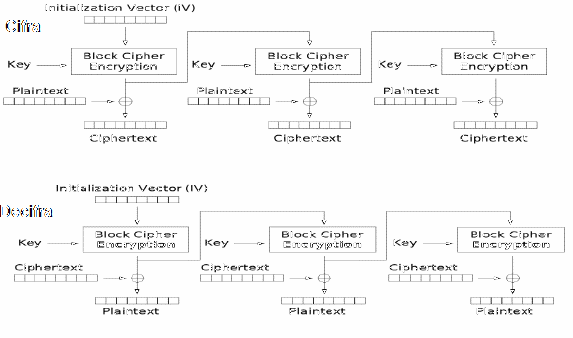 Initialization Vector (IV)
Cifra
Block Cipher Encryption
Block Cipher Encryption
Block Cipher Encryption
Key
Key
Key
Plaintext
Plaintext
Plaintext
Ciphertext
Ciphertext
Ciphertext
Initialization Vector (IV)
Decifra
Block Cipher Encryption
Block Cipher Encryption
Block Cipher Encryption
Key
Key
Key
Ciphertext
Ciphertext
Ciphertext
Plaintext
Plaintext
Plaintext